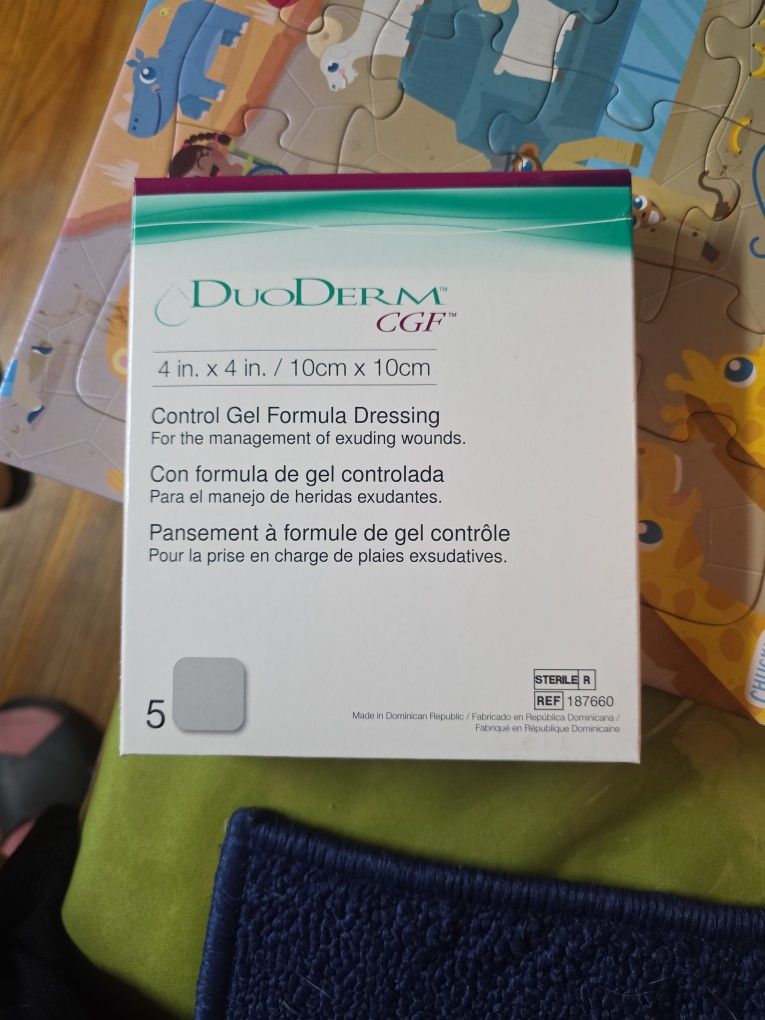 DUODERM™
CGF™
4 in. x 4 in. / 10cm x 10cm
Control Gel Formula Dressing
For the management of exuding wounds.
Con formula de gel controlada
Para el manejo de heridas exudantes.
Pansement à formule de gel contrôle
Pour la prise en charge de plaies exsudatives.
5
STERILE R
REF 187660
Made in Dominican Republic / Fabricado en República Dominicana /
Fabriqué en République Dominicaine